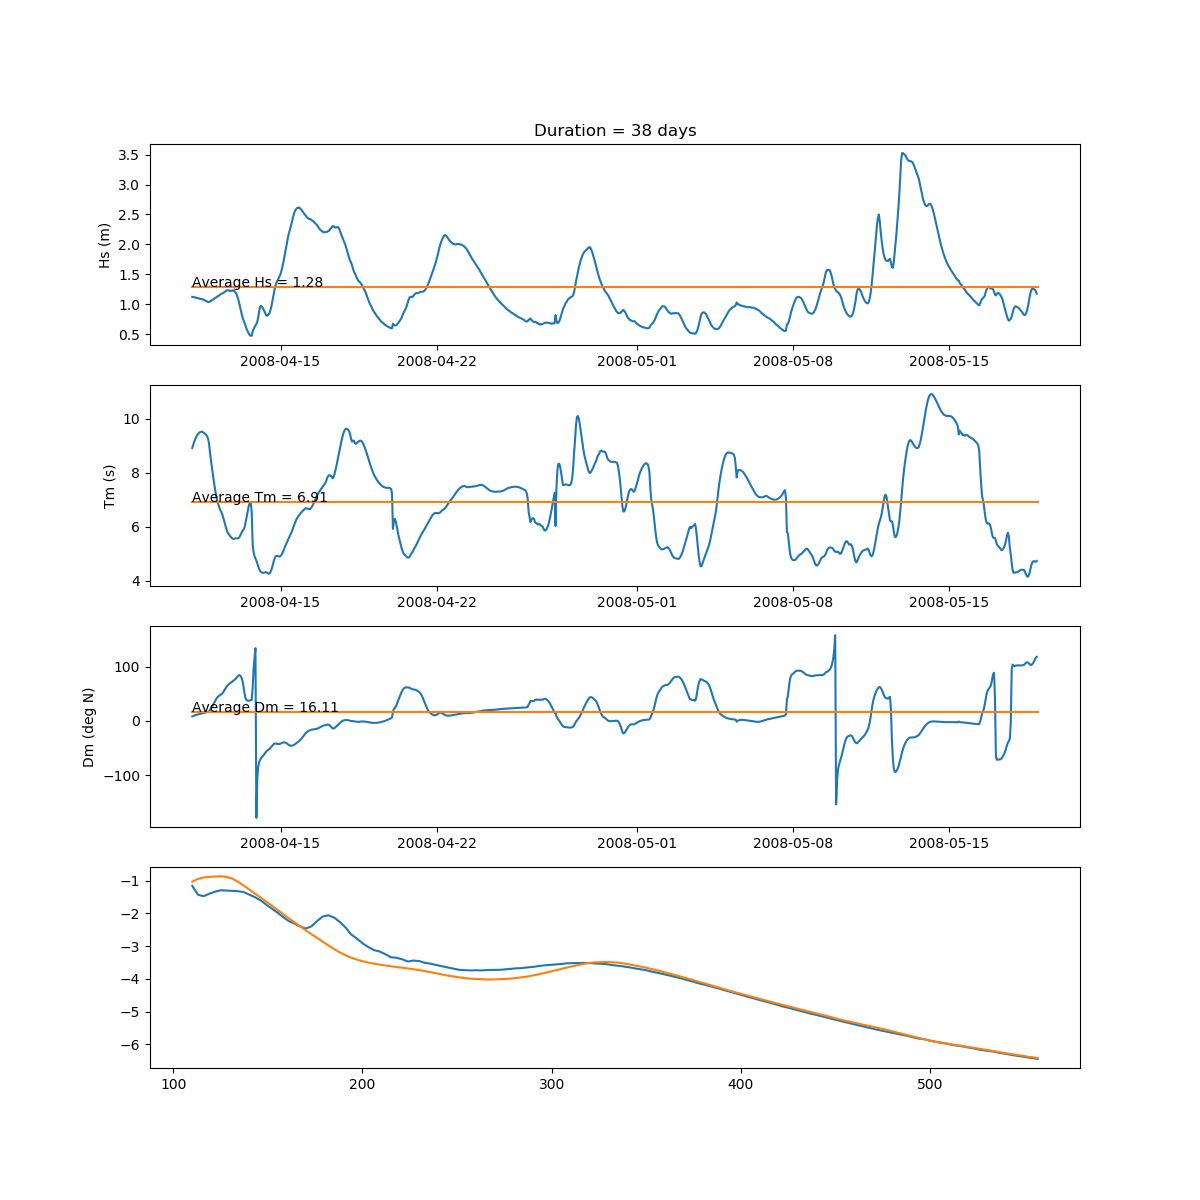 Duration = 38 days
3.5
3.0
2.5
2.0
1.5
1.0
0.5
Hs (m)
Average Hs = 1.28
2008-04-15 2008-04-22 2008-05-01 2008-05-08 2008-05-15
10
8
6
4
Tm (s)
Average Tm = 6.91
2008-04-15 2008-04-22 2008-05-01 2008-05-08 2008-05-15
100
0
−100
Dm (deg N)
Average Dm = 16.11
2008-04-15 2008-04-22 2008-05-01 2008-05-08 2008-05-15
−1
−2
−3
−4
−5
−6
100 200 300 400 500